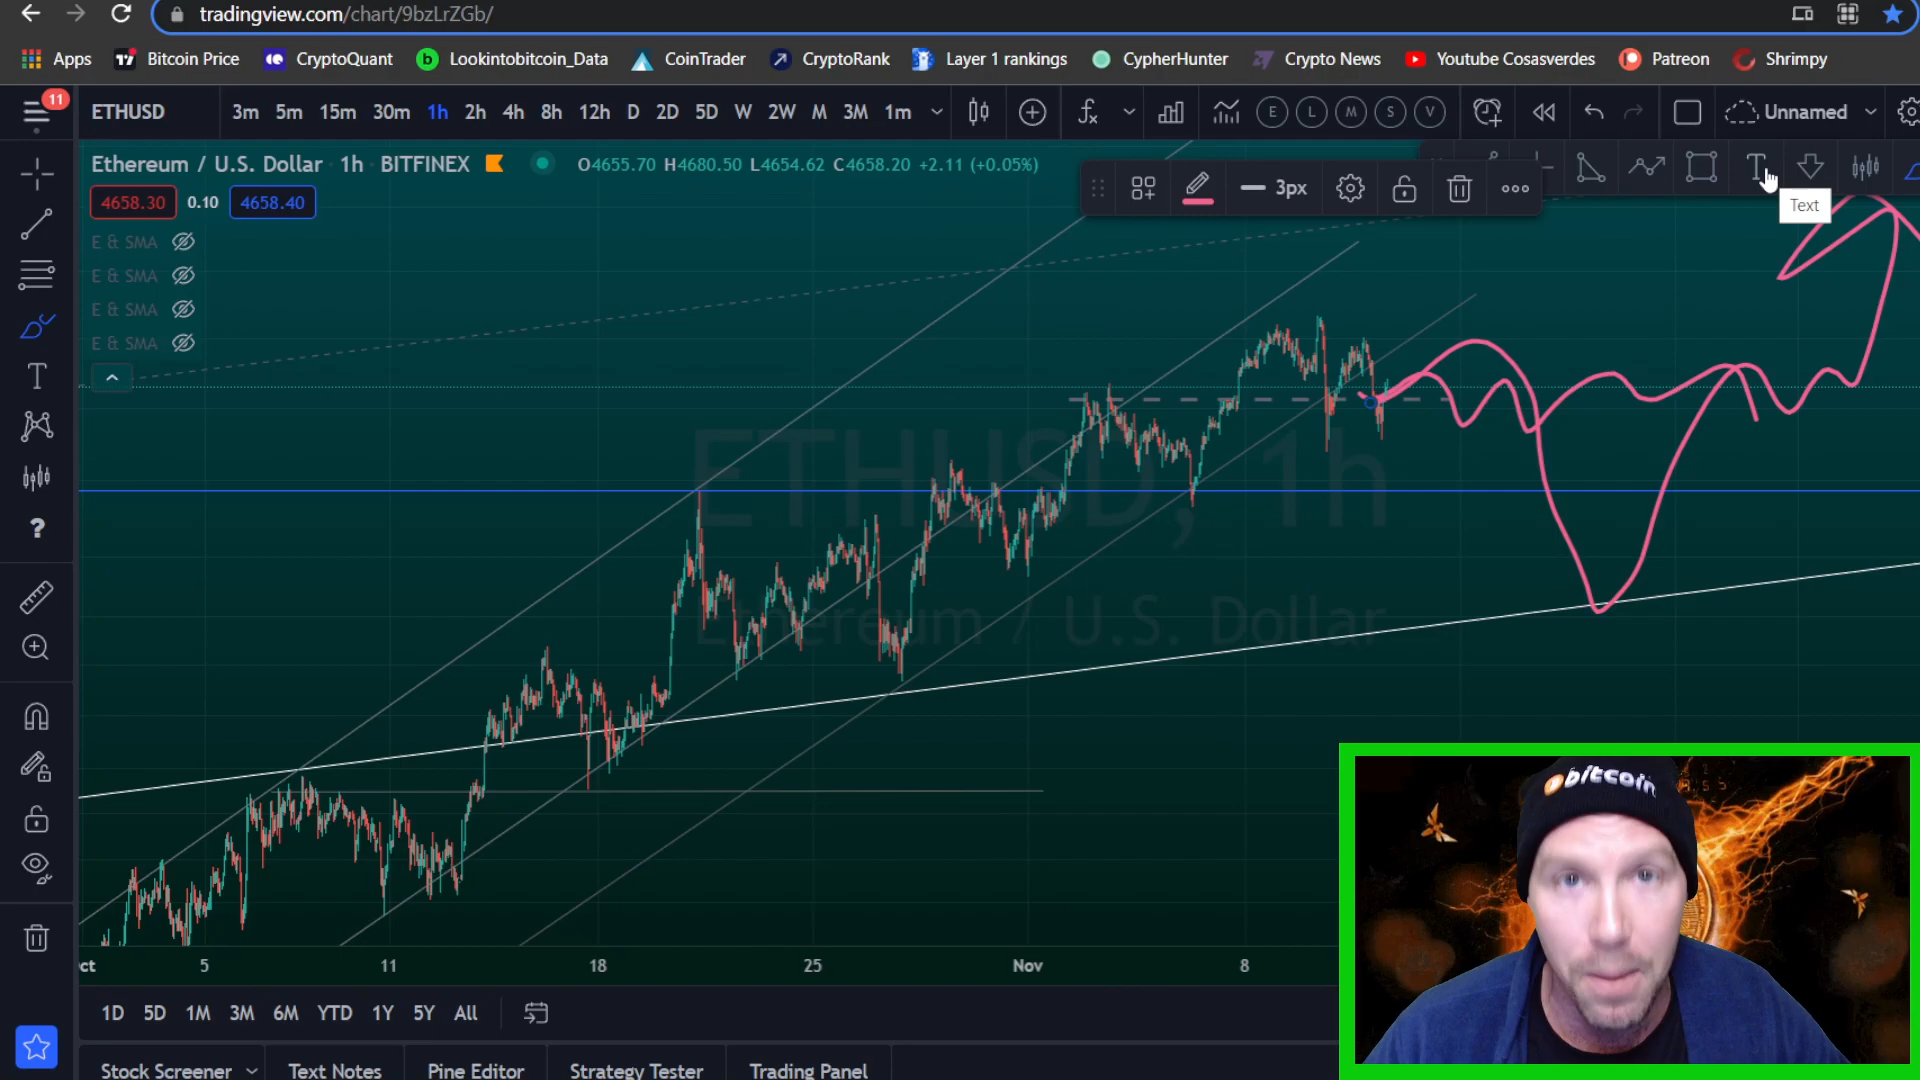 tradingview.com/chart/9bzLrZGb/
Apps Bitcoin Price CryptoQuant Lookintobitcoin_Data CoinTrader CryptoRank Layer 1 rankings CypherHunter Crypto News Youtube Cosasverdes Patreon Shrimpy
11
ETHUSD 3m 5m 15m 30m 1h 2h 4h 8h 12h D 2D 5D W 2W M 3M 1m E L M S V Unnamed
Ethereum / U.S. Dollar · 1h · BITFINEX O4655.70 H4680.50 L4654.62 C4658.20 +2.11 (+0.05%)
3px
Text
4658.30 0.10 4658.40
E & SMA
E & SMA
E & SMA
E & SMA
ETHUSD, 1h
Ethereum / U.S. Dollar
bitcoin
ct 5 11 18 25 Nov 8
1D 5D 1M 3M 6M YTD 1Y 5Y All
Stock Screener Text Notes Pine Editor Strategy Tester Trading Panel